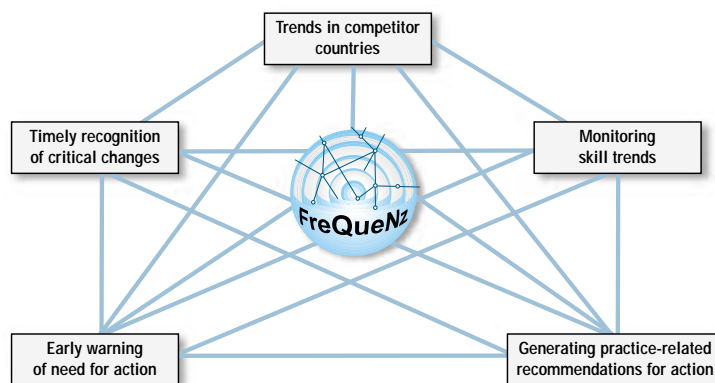 Trends in competitor
countries
Timely recognition
of critical changes
Monitoring
skill trends
FreQueNz
Early warning
of need for action
Generating practice-related
recommendations for action